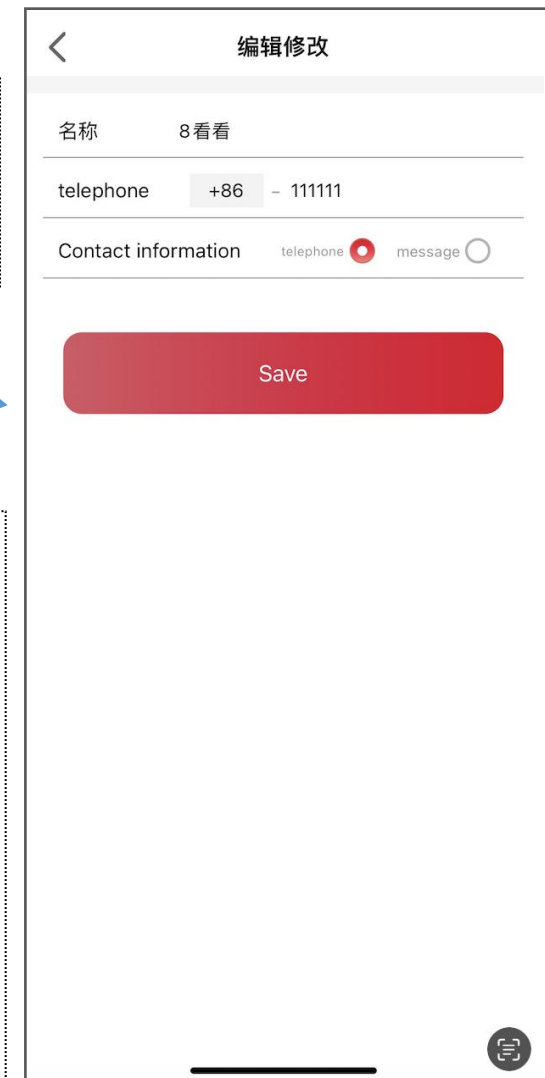 编辑修改
名称 8看看
telephone +86 - 111111
Contact information telephone message
Save